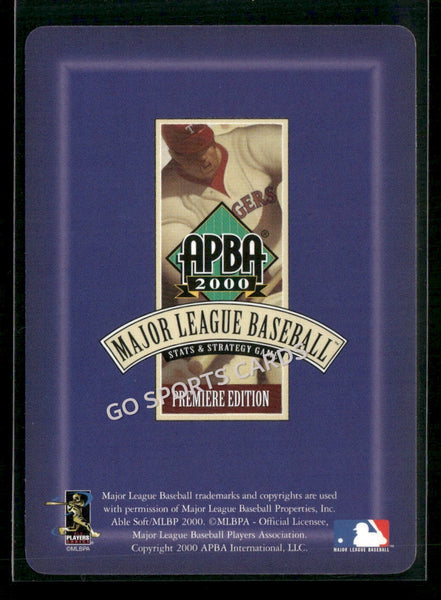 T
GERS
APBA®
2000
MAJOR LEAGUE BASEBALL™
STATS & STRATEGY GAME
GO SPORTS CARDS
PREMIERE EDITION
Major League Baseball trademarks and copyrights are used
with permission of Major League Baseball Properties, Inc.
Able Soft/MLBP 2000. ©MLBPA - Official Licensee,
Major League Baseball Players Association.
Copyright 2000 APBA International, LLC.
PLAYERS
©MLBPA
MAJOR LEAGUE BASEBALL